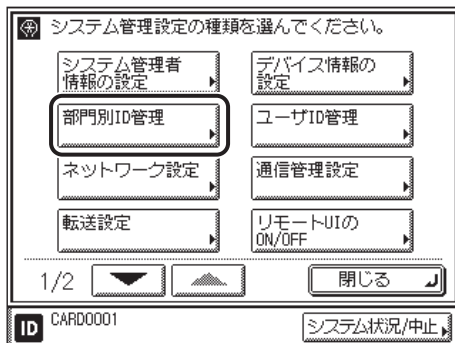 システム管理設定の種類を選んでください。
システム管理者
情報の設定
デバイス情報の
設定
部門別ID管理
ユーザID管理
ネットワーク設定
通信管理設定
転送設定
リモートUIの
ON/OFF
1/2
閉じる
ID
CARD0001
システム状況/中止